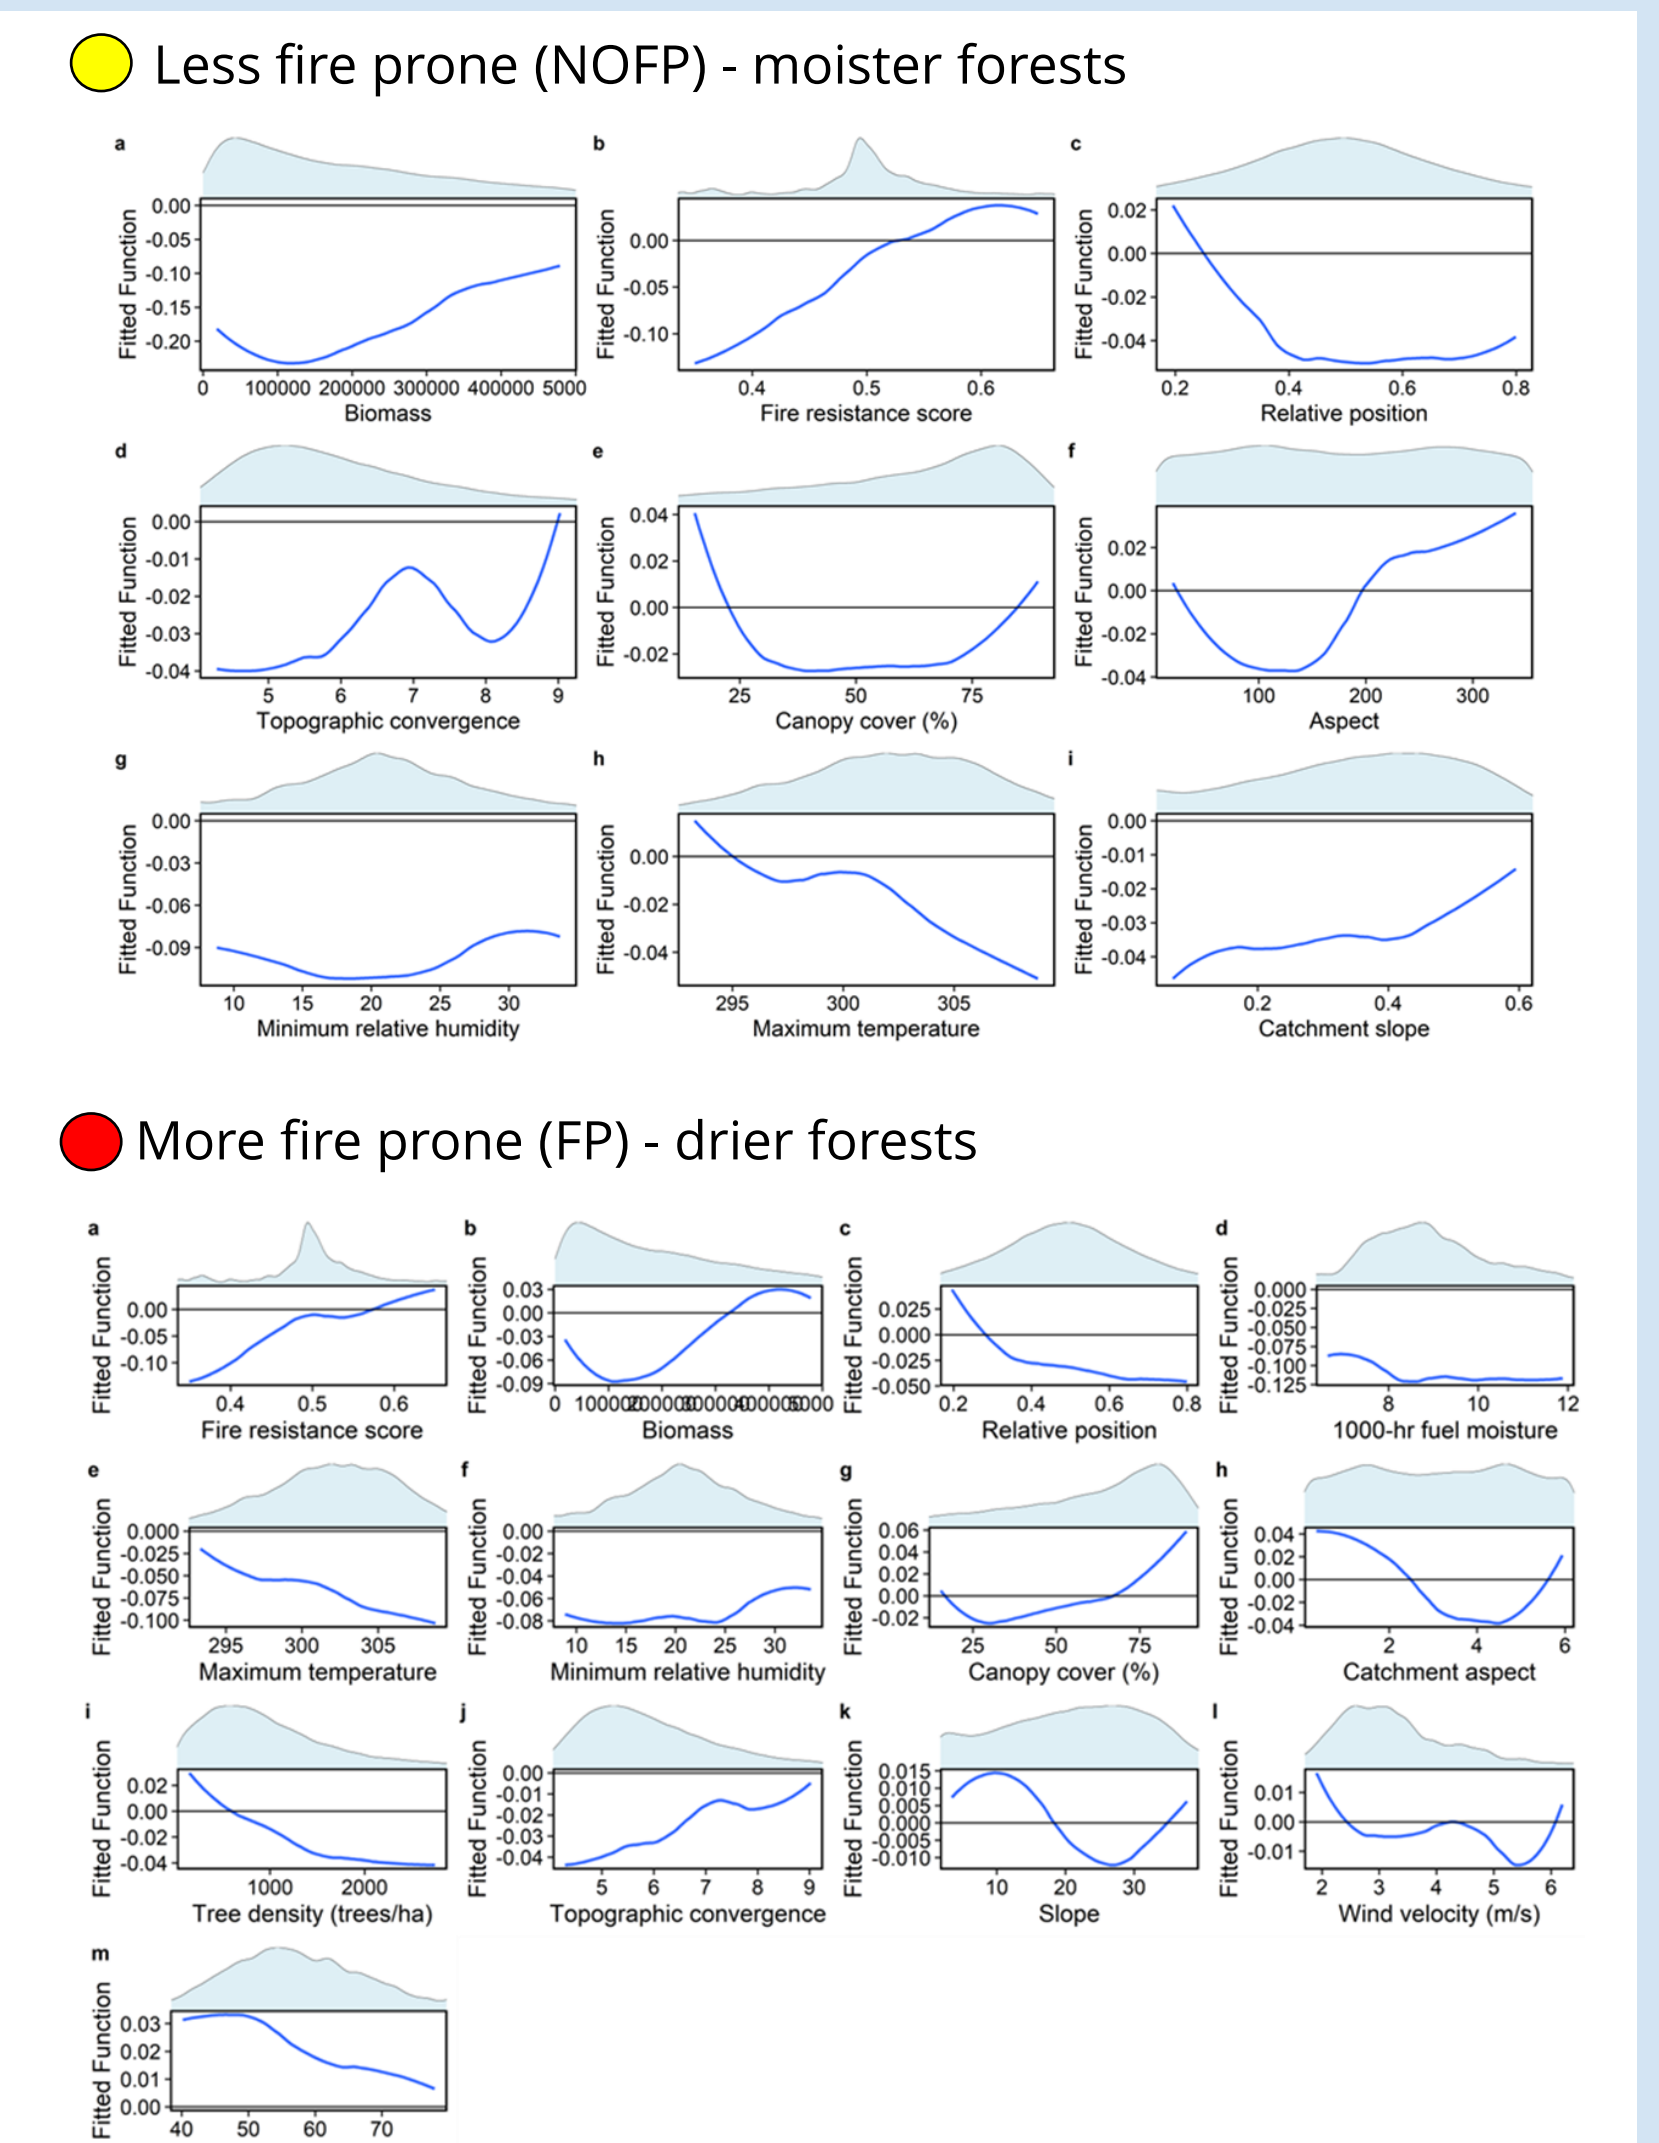 Less fire prone (NOFP) - moister forests
a b c
Fitted Function
0.00
-0.05
-0.10
-0.15
-0.20
0 100000 200000 300000 400000 5000
Biomass
Fitted Function
0.00
-0.05
-0.10
0.4 0.5 0.6
Fire resistance score
Fitted Function
0.02
0.00
-0.02
-0.04
0.2 0.4 0.6 0.8
Relative position
d e f
Fitted Function
0.00
-0.01
-0.02
-0.03
-0.04
5 6 7 8 9
Topographic convergence
Fitted Function
0.04
0.02
0.00
-0.02
25 50 75
Canopy cover (%)
Fitted Function
0.02
0.00
-0.02
-0.04
100 200 300
Aspect
g h i
Fitted Function
0.00
-0.03
-0.06
-0.09
10 15 20 25 30
Minimum relative humidity
Fitted Function
0.00
-0.02
-0.04
295 300 305
Maximum temperature
Fitted Function
0.00
-0.01
-0.02
-0.03
-0.04
0.2 0.4 0.6
Catchment slope
More fire prone (FP) - drier forests
a b c d
Fitted Function
0.00
-0.05
-0.10
0.4 0.5 0.6
Fire resistance score
Fitted Function
0.03
0.00
-0.03
-0.06
-0.09
0 100000 200000 300000 400000 5000
Biomass
Fitted Function
0.025
0.000
-0.025
-0.050
0.2 0.4 0.6 0.8
Relative position
Fitted Function
0.000
-0.025
-0.050
-0.075
-0.100
-0.125
8 10 12
1000-hr fuel moisture
e f g h
Fitted Function
0.000
-0.025
-0.050
-0.075
-0.100
295 300 305
Maximum temperature
Fitted Function
0.00
-0.02
-0.04
-0.06
-0.08
10 15 20 25 30
Minimum relative humidity
Fitted Function
0.06
0.04
0.02
0.00
-0.02
25 50 75
Canopy cover (%)
Fitted Function
0.04
0.02
0.00
-0.02
-0.04
2 4 6
Catchment aspect
i j k l
Fitted Function
0.02
0.00
-0.02
-0.04
1000 2000
Tree density (trees/ha)
Fitted Function
0.00
-0.01
-0.02
-0.03
-0.04
5 6 7 8 9
Topographic convergence
Fitted Function
0.015
0.010
0.005
0.000
-0.005
-0.010
10 20 30
Slope
Fitted Function
0.01
0.00
-0.01
2 3 4 5 6
Wind velocity (m/s)
m
Fitted Function
0.03
0.02
0.01
0.00
40 50 60 70